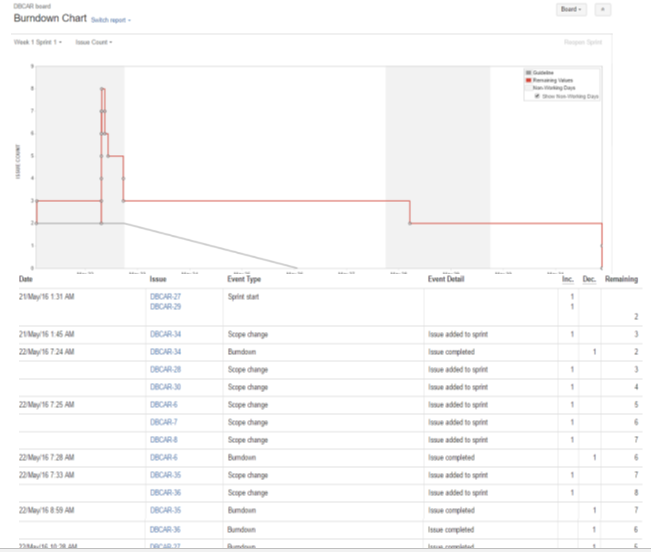 DBCAR board
Burndown Chart Switch report
Board
Week 1 Sprint 1 Issue Count Reopen Sprint
Guideline
Remaining Values
Non-Working Days
Show Non-Working Days
ISSUE COUNT
9
8
7
6
5
4
3
2
1
0
Date Issue Event Type Event Detail Inc. Dec. Remaining
21/May/16 1:31 AM DBCAR-27 Sprint start 1
DBCAR-29 1
2
21/May/16 1:45 AM DBCAR-34 Scope change Issue added to sprint 1 3
22/May/16 7:24 AM DBCAR-34 Burndown Issue completed 1 2
DBCAR-28 Scope change Issue added to sprint 1 3
DBCAR-30 Scope change Issue added to sprint 1 4
22/May/16 7:25 AM DBCAR-6 Scope change Issue added to sprint 1 5
DBCAR-7 Scope change Issue added to sprint 1 6
DBCAR-8 Scope change Issue added to sprint 1 7
22/May/16 7:28 AM DBCAR-6 Burndown Issue completed 1 6
22/May/16 7:33 AM DBCAR-35 Scope change Issue added to sprint 1 7
DBCAR-36 Scope change Issue added to sprint 1 8
22/May/16 8:59 AM DBCAR-35 Burndown Issue completed 1 7
DBCAR-36 Burndown Issue completed 1 6
22/May/16 10:28 AM DBCAR-27 Burndown Issue completed 1